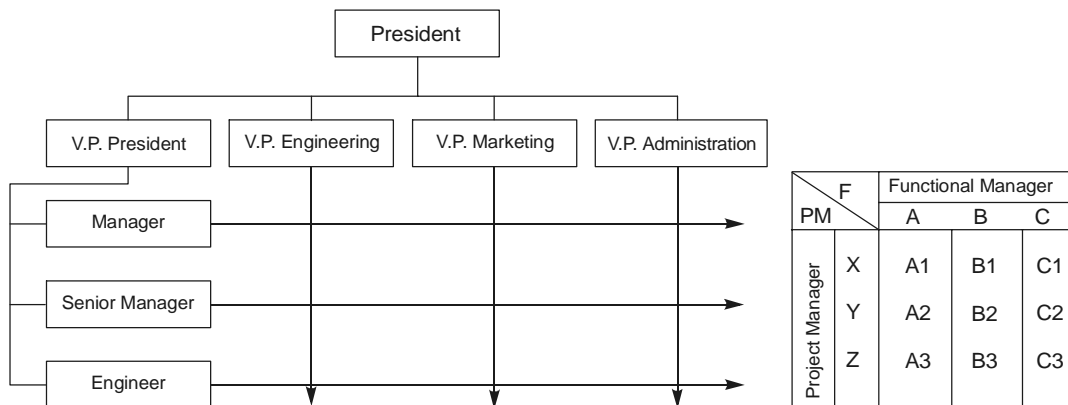 President
V.P. President
V.P. Engineering
V.P. Marketing
V.P. Administration
Manager
Senior Manager
Engineer
F
PM
Functional Manager
A B C
Project Manager
X A1 B1 C1
Y A2 B2 C2
Z A3 B3 C3